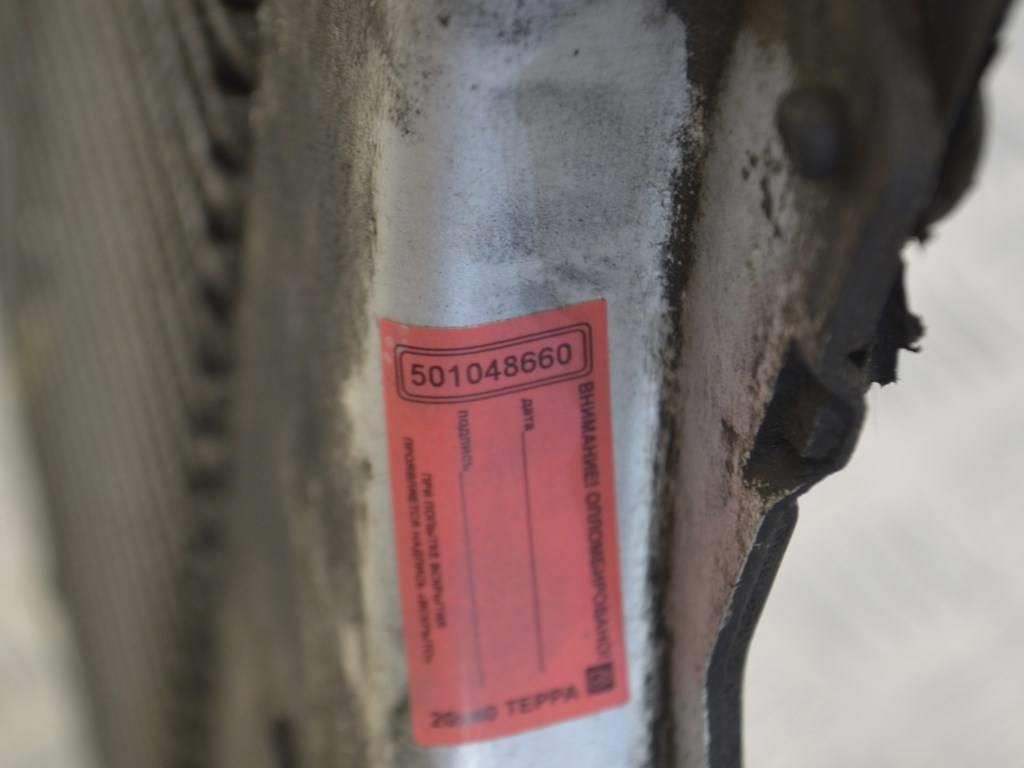 501048660
ВНИМАНИЕ! ОПЛОМБИРОВАНО!
дата
подпись
ПРИ ПОПЫТКЕ ВСКРЫТИЯ
ПРОЯВЛЯЕТСЯ НАДПИСЬ «ВСКРЫТО»
ТЕРРА